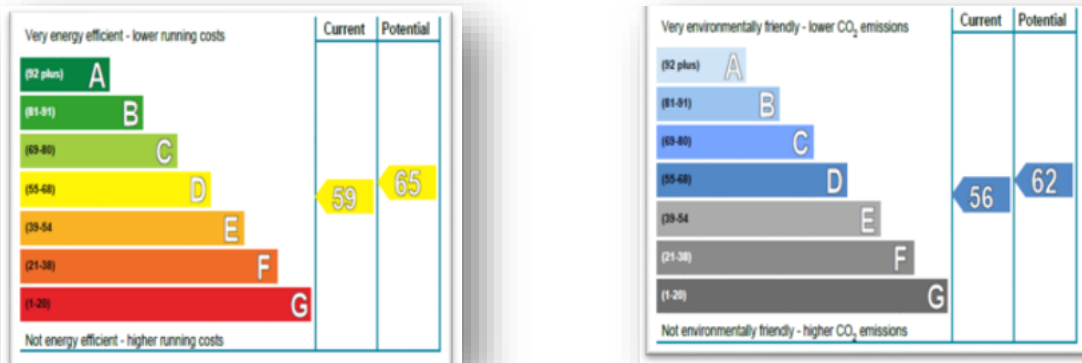 Very energy efficient - lower running costs
Current Potential
(92 plus) A
(81-91) B
(69-80) C
(55-68) D
(39-54 E
(21-38) F
(1-20) G
59
65
Not energy efficient - higher running costs
Very environmentally friendly - lower CO₂ emissions
Current Potential
(92 plus) A
(81-91) B
(69-80) C
(55-68) D
(39-54 E
(21-38) F
(1-20) G
56
62
Not environmentally friendly - higher CO₂ emissions